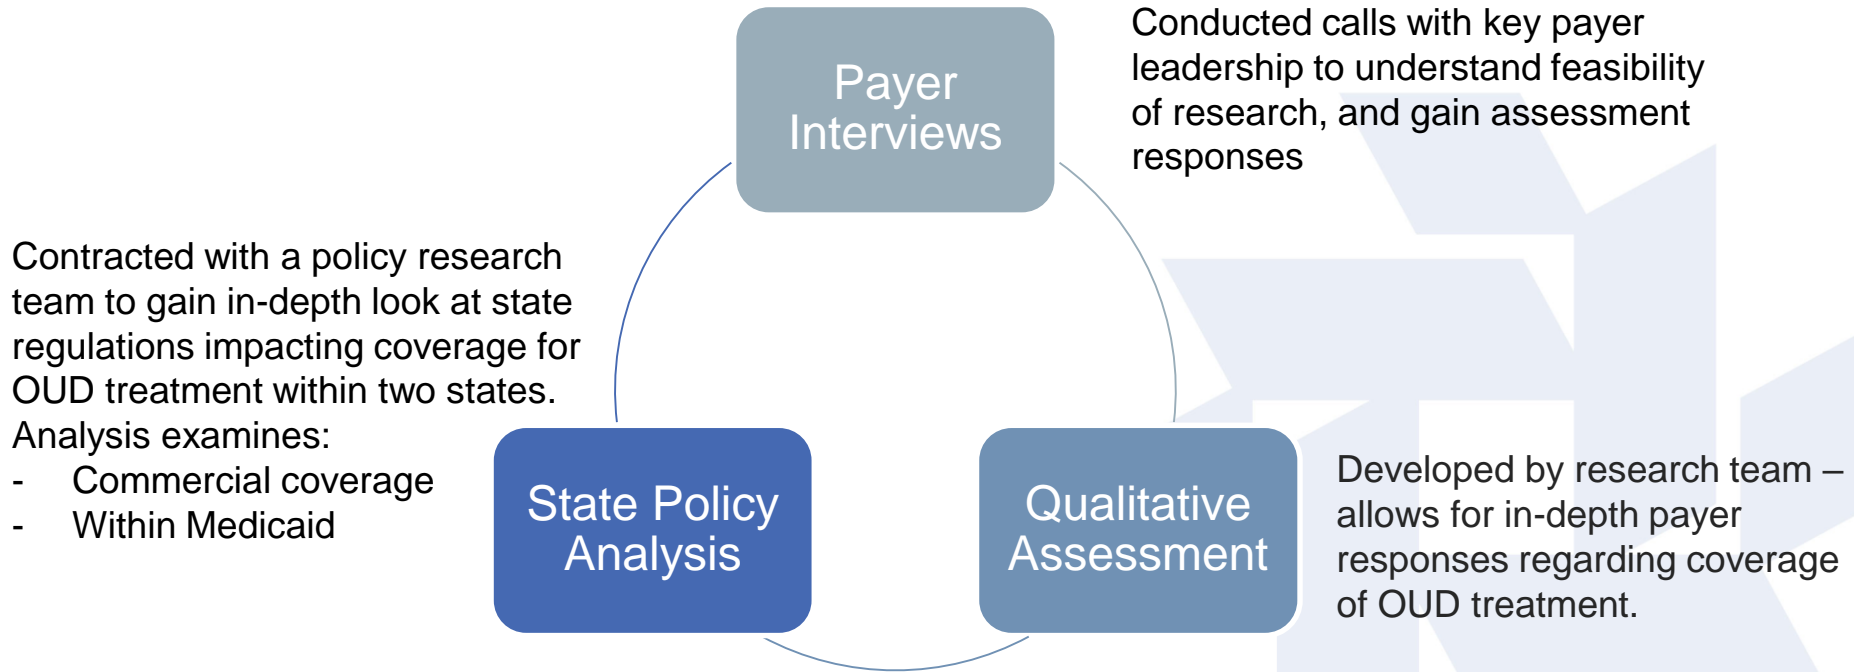 Payer
Interviews
Conducted calls with key payer
leadership to understand feasibility
of research, and gain assessment
responses
Contracted with a policy research
team to gain in-depth look at state
regulations impacting coverage for
OUD treatment within two states.
Analysis examines:
- Commercial coverage
- Within Medicaid
State Policy
Analysis
Qualitative
Assessment
Developed by research team –
allows for in-depth payer
responses regarding coverage
of OUD treatment.